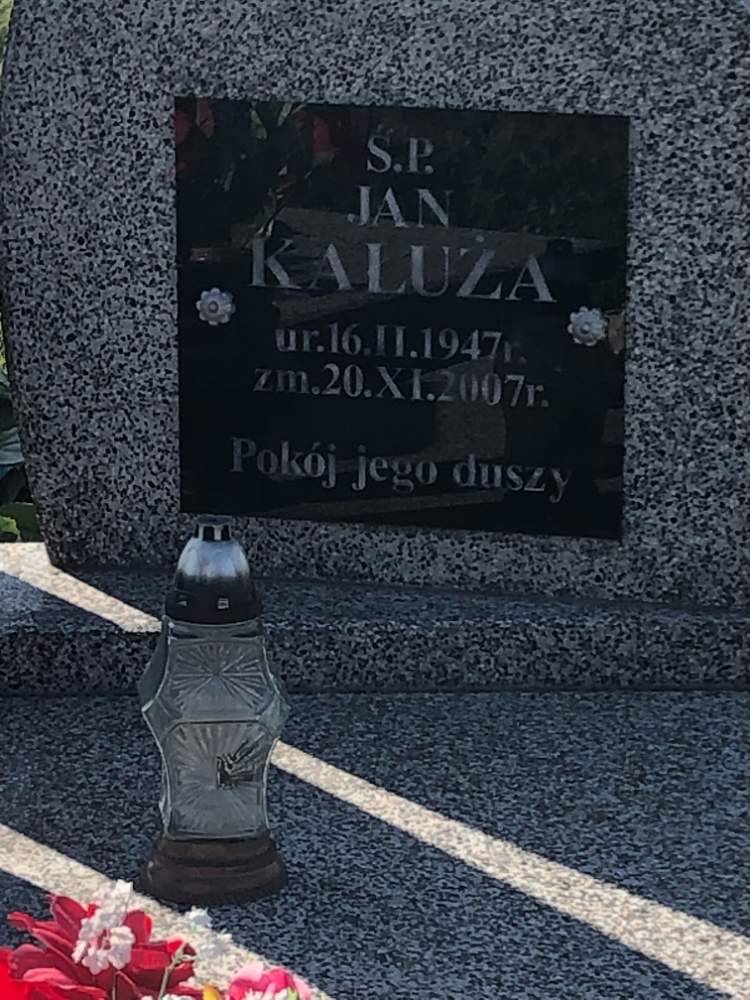 Ś.P.
JAN
KAŁUŻA
ur.16.II.1947r.
zm.20.XI.2007r.
Pokój jego duszy